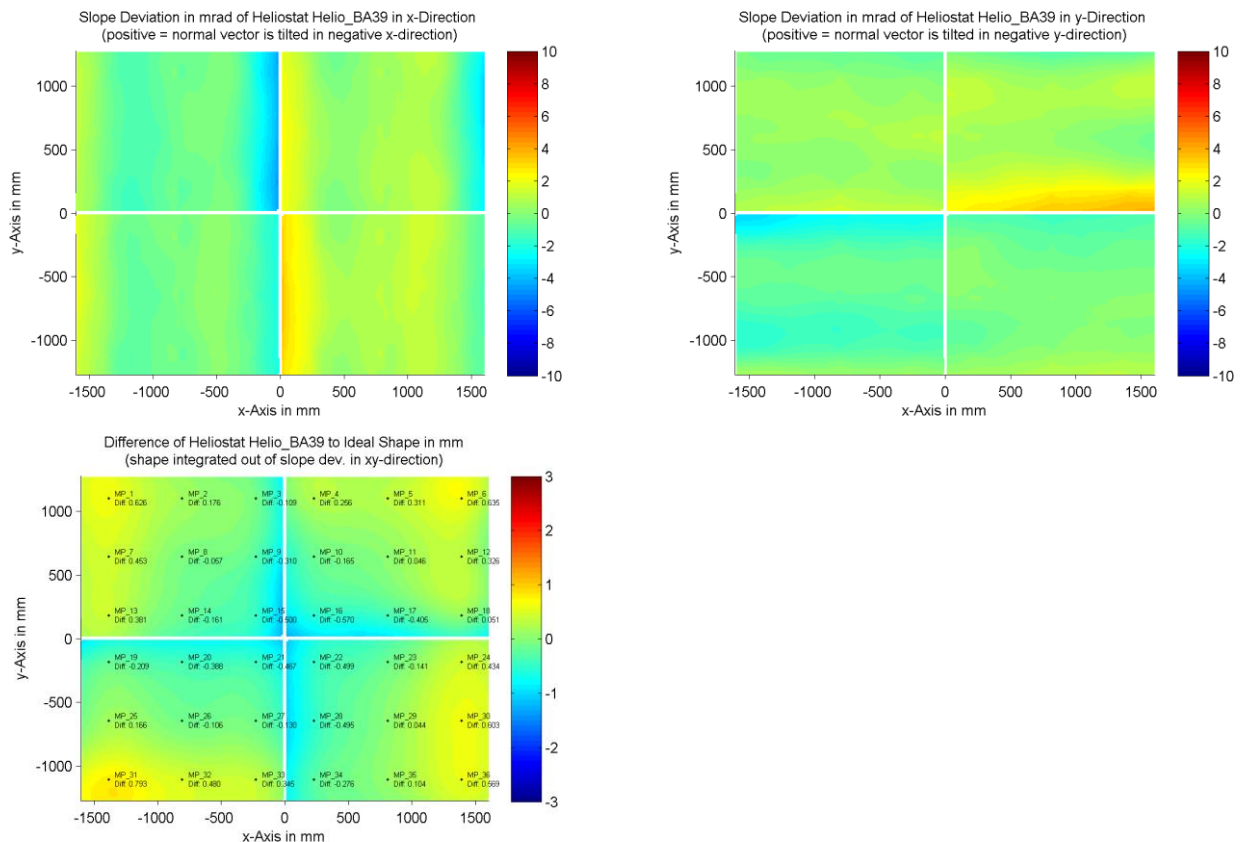 Slope Deviation in mrad of Heliostat Helio_BA39 in x-Direction
(positive = normal vector is tilted in negative x-direction)
1000
500
0
-500
-1000
y-Axis in mm
-1500 -1000 -500 0 500 1000 1500
x-Axis in mm
10
8
6
4
2
0
-2
-4
-6
-8
-10
Slope Deviation in mrad of Heliostat Helio_BA39 in y-Direction
(positive = normal vector is tilted in negative y-direction)
1000
500
0
-500
-1000
y-Axis in mm
-1500 -1000 -500 0 500 1000 1500
x-Axis in mm
10
8
6
4
2
0
-2
-4
-6
-8
-10
Difference of Heliostat Helio_BA39 to Ideal Shape in mm
(shape integrated out of slope dev. in xy-direction)
1000
500
0
-500
-1000
y-Axis in mm
MP_1 MP_2 MP_3 MP_4 MP_5 MP_6
Diff: 0.626 Diff: 0.176 Diff: -0.109 Diff: 0.256 Diff: 0.311 Diff: 0.635
MP_7 MP_8 MP_9 MP_10 MP_11 MP_12
Diff: 0.453 Diff: -0.057 Diff: -0.310 Diff: -0.165 Diff: 0.046 Diff: 0.326
MP_13 MP_14 MP_15 MP_16 MP_17 MP_18
Diff: 0.381 Diff: -0.161 Diff: -0.500 Diff: -0.570 Diff: -0.405 Diff: 0.051
MP_19 MP_20 MP_21 MP_22 MP_23 MP_24
Diff: -0.209 Diff: -0.388 Diff: -0.467 Diff: -0.499 Diff: -0.141 Diff: 0.434
MP_25 MP_26 MP_27 MP_28 MP_29 MP_30
Diff: 0.166 Diff: -0.106 Diff: -0.130 Diff: -0.495 Diff: 0.044 Diff: 0.603
MP_31 MP_32 MP_33 MP_34 MP_35 MP_36
Diff: 0.793 Diff: 0.480 Diff: 0.345 Diff: -0.276 Diff: 0.104 Diff: 0.569
-1500 -1000 -500 0 500 1000 1500
x-Axis in mm
3
2
1
0
-1
-2
-3